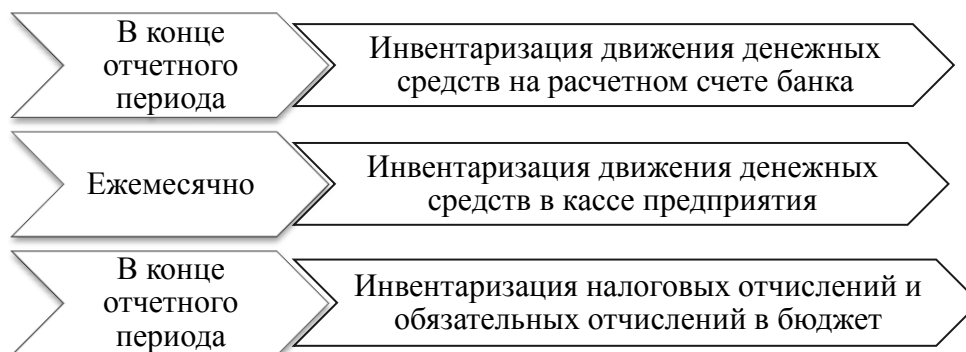 В конце
отчетного
периода
Инвентаризация движения денежных
средств на расчетном счете банка
Ежемесячно
Инвентаризация движения денежных
средств в кассе предприятия
В конце
отчетного
периода
Инвентаризация налоговых отчислений и
обязательных отчислений в бюджет